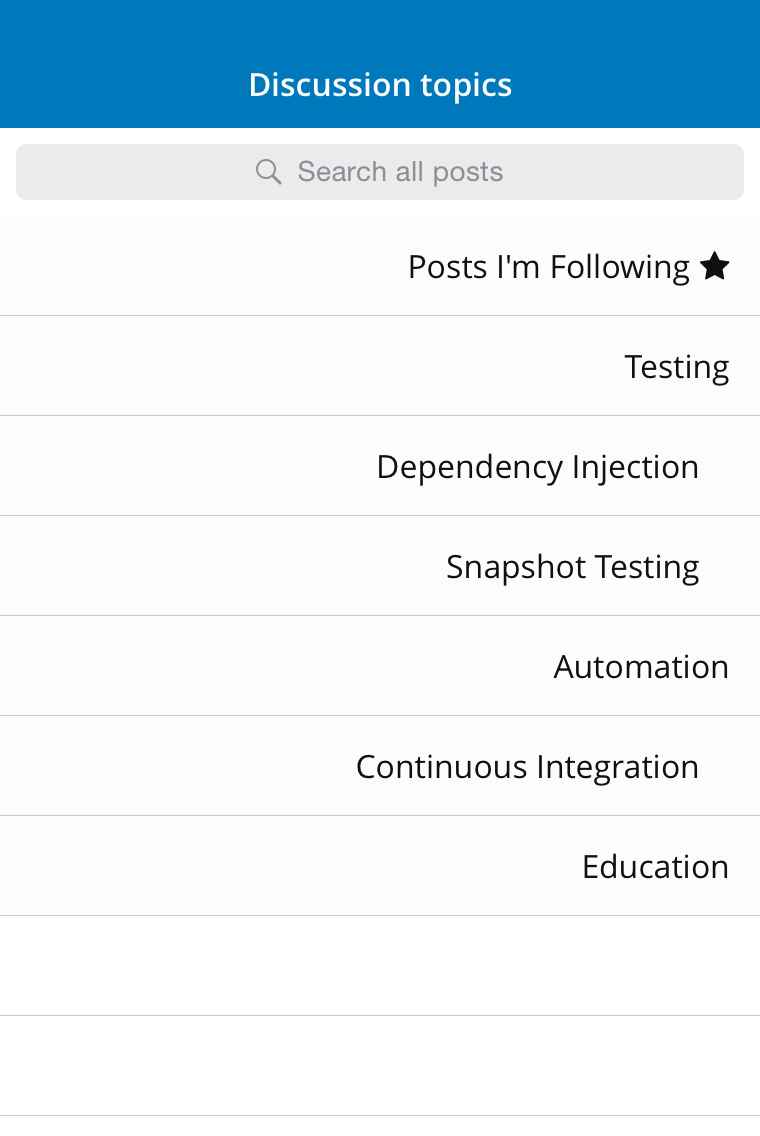 Discussion topics
Search all posts
Posts I'm Following
Testing
Dependency Injection
Snapshot Testing
Automation
Continuous Integration
Education